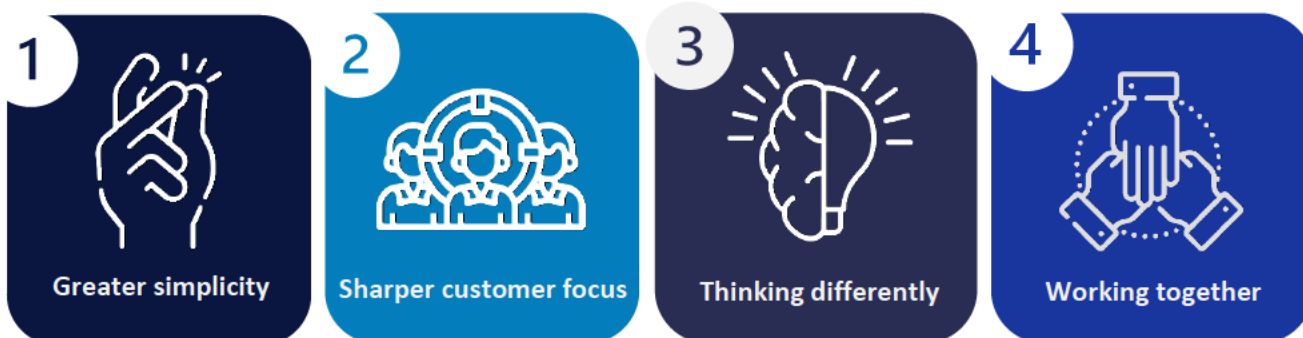 1
Greater simplicity
2
Sharper customer focus
3
Thinking differently
4
Working together